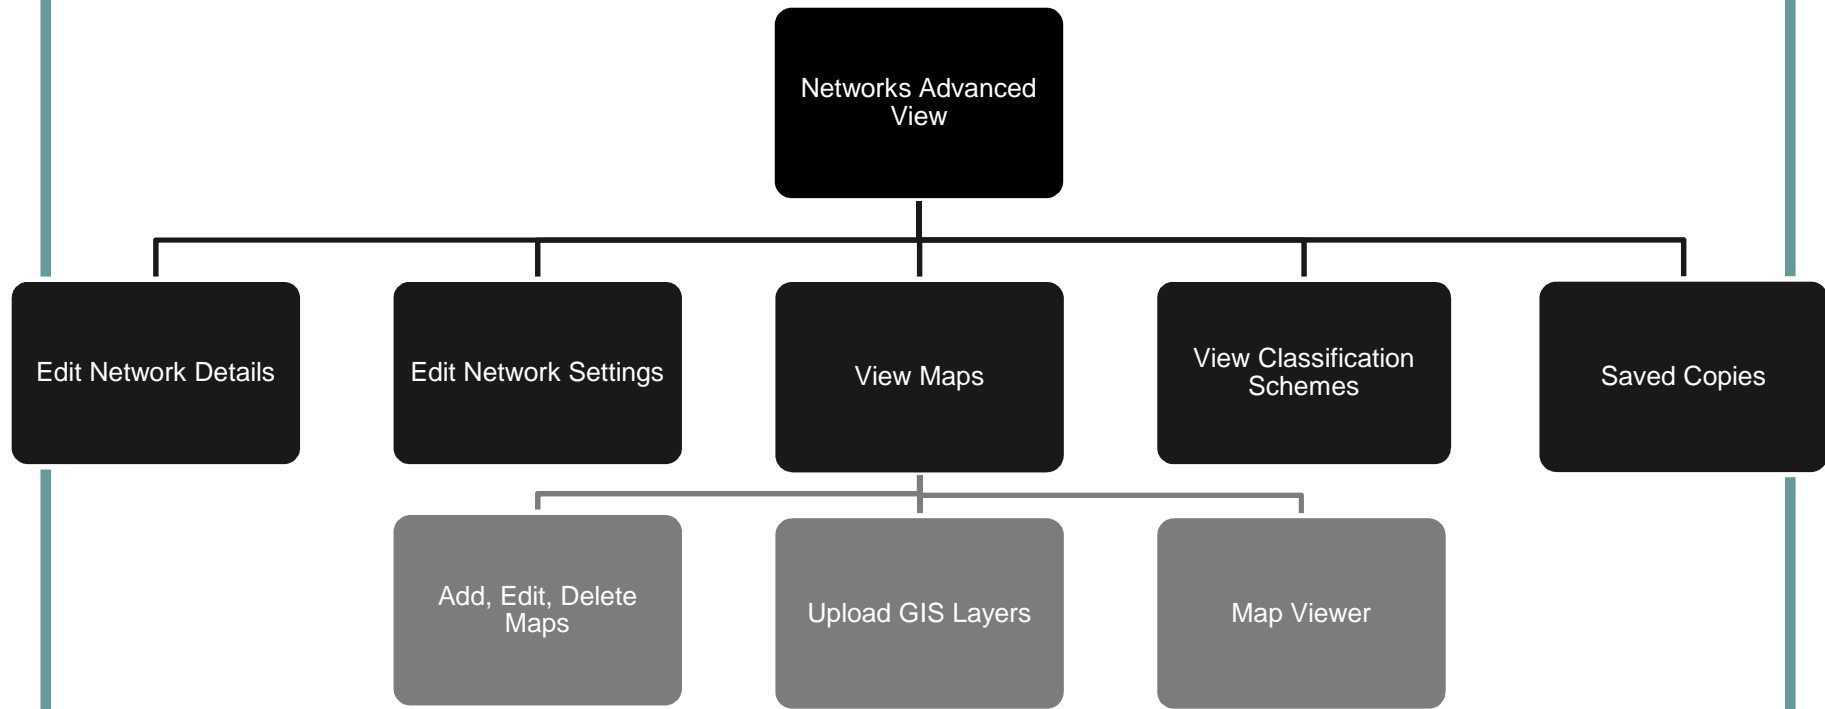 Networks Advanced
View
Edit Network Details
Edit Network Settings
View Maps
View Classification
Schemes
Saved Copies
Add, Edit, Delete
Maps
Upload GIS Layers
Map Viewer